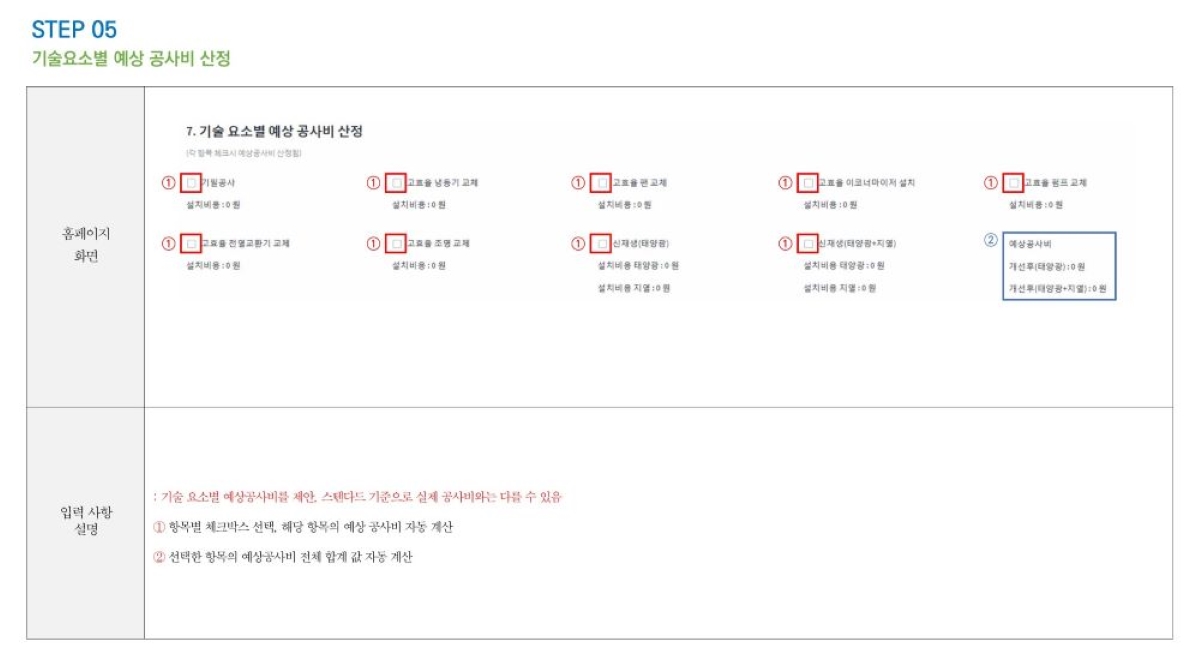 STEP 05
기술요소별 예상 공사비 산정
홈페이지
화면
7. 기술 요소별 예상 공사비 산정
(각 항목 체크시 예상공사비 산정됨)
① 기밀공사 ① 고효율 냉동기 교체 ① 고효율 팬 교체 ① 고효율 이코너마이저 설치 ① 고효율 펌프 교체
설치비용 : 0 원 설치비용 : 0 원 설치비용 : 0 원 설치비용 : 0 원 설치비용 : 0 원
① 고효율 전열교환기 교체 ① 고효율 조명 교체 ① 신재생(태양광) ① 신재생(태양광+지열) ② 예상공사비
설치비용 : 0 원 설치비용 : 0 원 설치비용 태양광 : 0 원 설치비용 태양광 : 0 원 개선후(태양광) : 0 원
설치비용 지열 : 0 원 설치비용 지열 : 0 원 개선후(태양광+지열) : 0 원
입력 사항
설명
: 기술 요소별 예상공사비를 제안, 스텐다드 기준으로 실제 공사비와는 다를 수 있음
① 항목별 체크박스 선택, 해당 항목의 예상 공사비 자동 계산
② 선택한 항목의 예상공사비 전체 합계 값 자동 계산